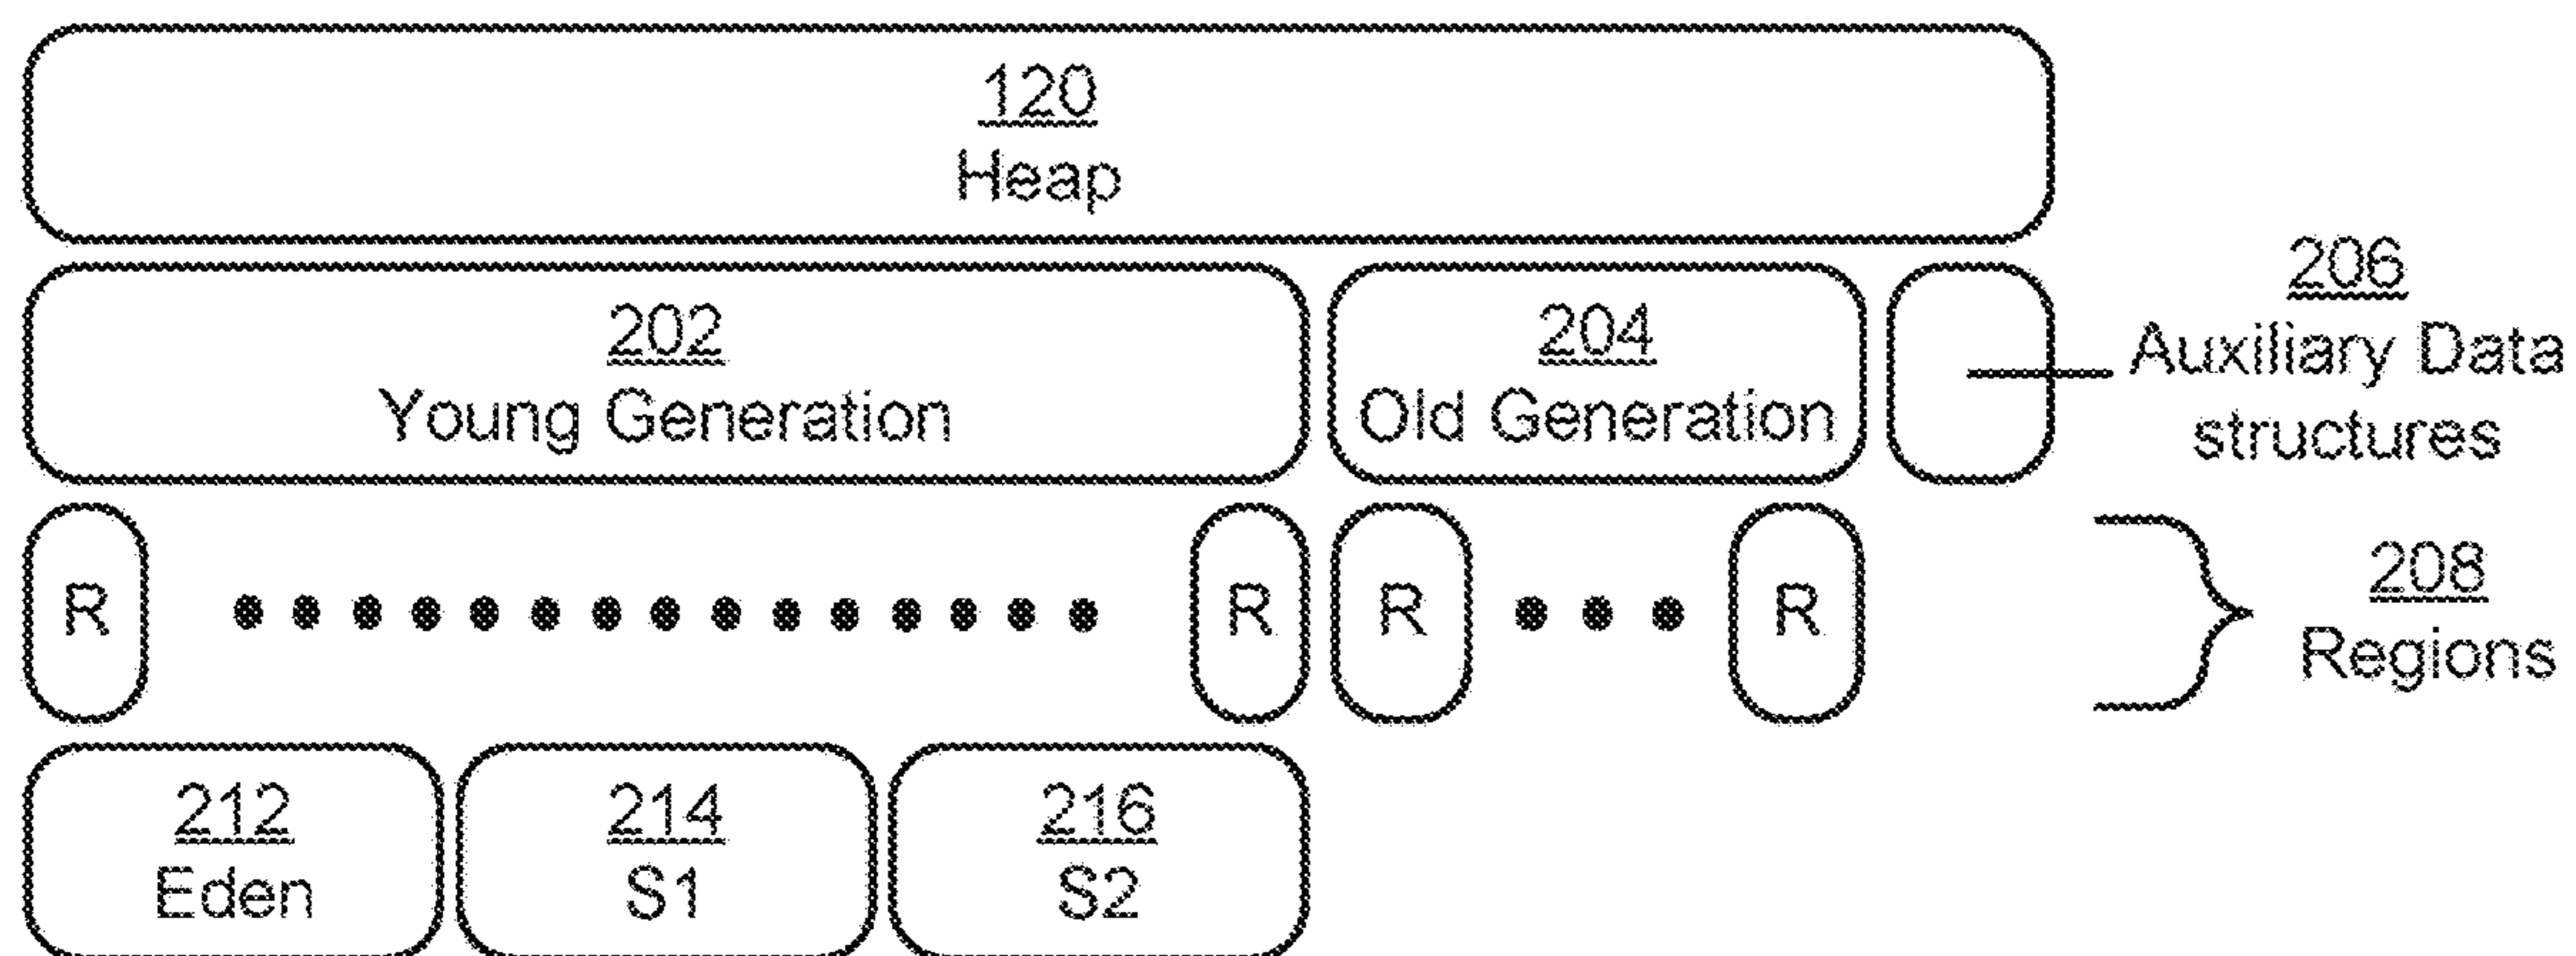 120
Heap
202
Young Generation
204
Old Generation
206
Auxiliary Data
structures
R
R
R
R
208
Regions
212
Eden
214
S1
216
S2